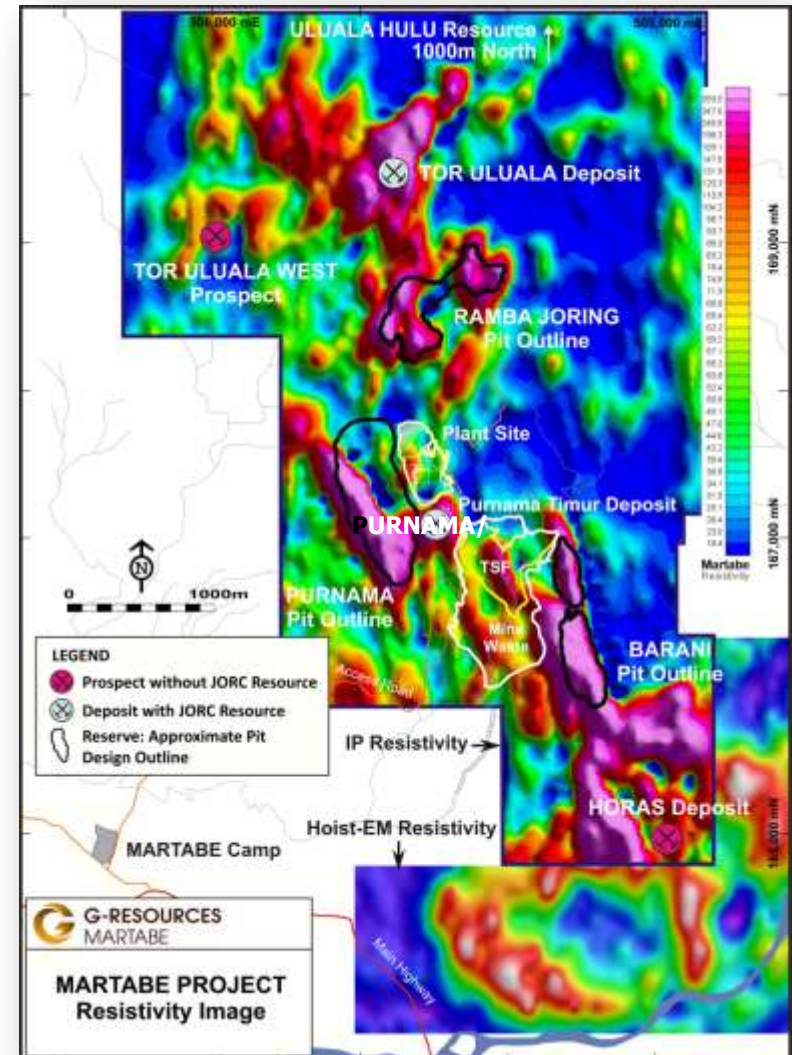 ULUALA HULU Resource
1000m North
TOR ULUALA Deposit
169,000 mN
TOR ULUALA WEST
Prospect
RAMBA JORING
Pit Outline
Plant Site
Purnama Timur Deposit
PURNAMA/
167,000 mN
Martabe
Resistivity
TSF
N
0 1000m
PURNAMA
Pit Outline
Mine
Waste
BARANI
Pit Outline
LEGEND
Prospect without JORC Resource
Deposit with JORC Resource
Reserve: Approximate Pit
Design Outline
Access Road
IP Resistivity
HORAS Deposit
Hoist-EM Resistivity
MARTABE Camp
G-RESOURCES
MARTABE
Main Highway
MARTABE PROJECT
Resistivity Image